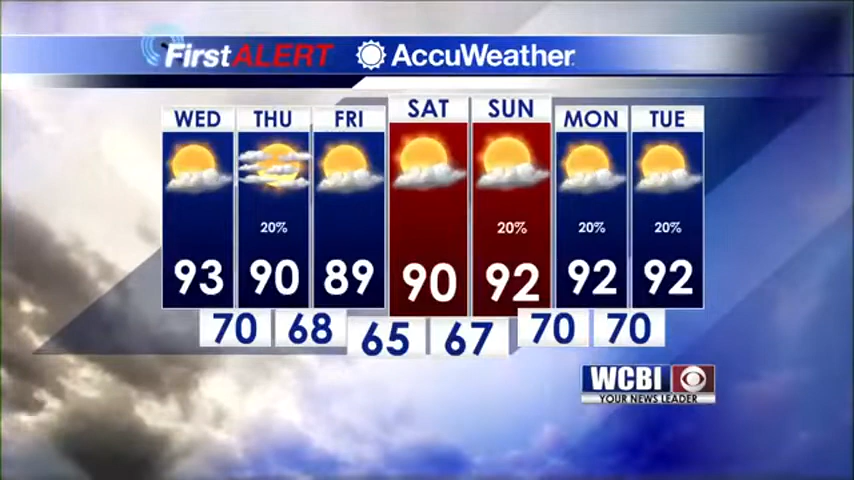 FirstALERT AccuWeather
WED THU FRI SAT SUN MON TUE
20% 20% 20% 20%
93 90 89 90 92 92 92
70 68 65 67 70 70
WCBI
YOUR NEWS LEADER